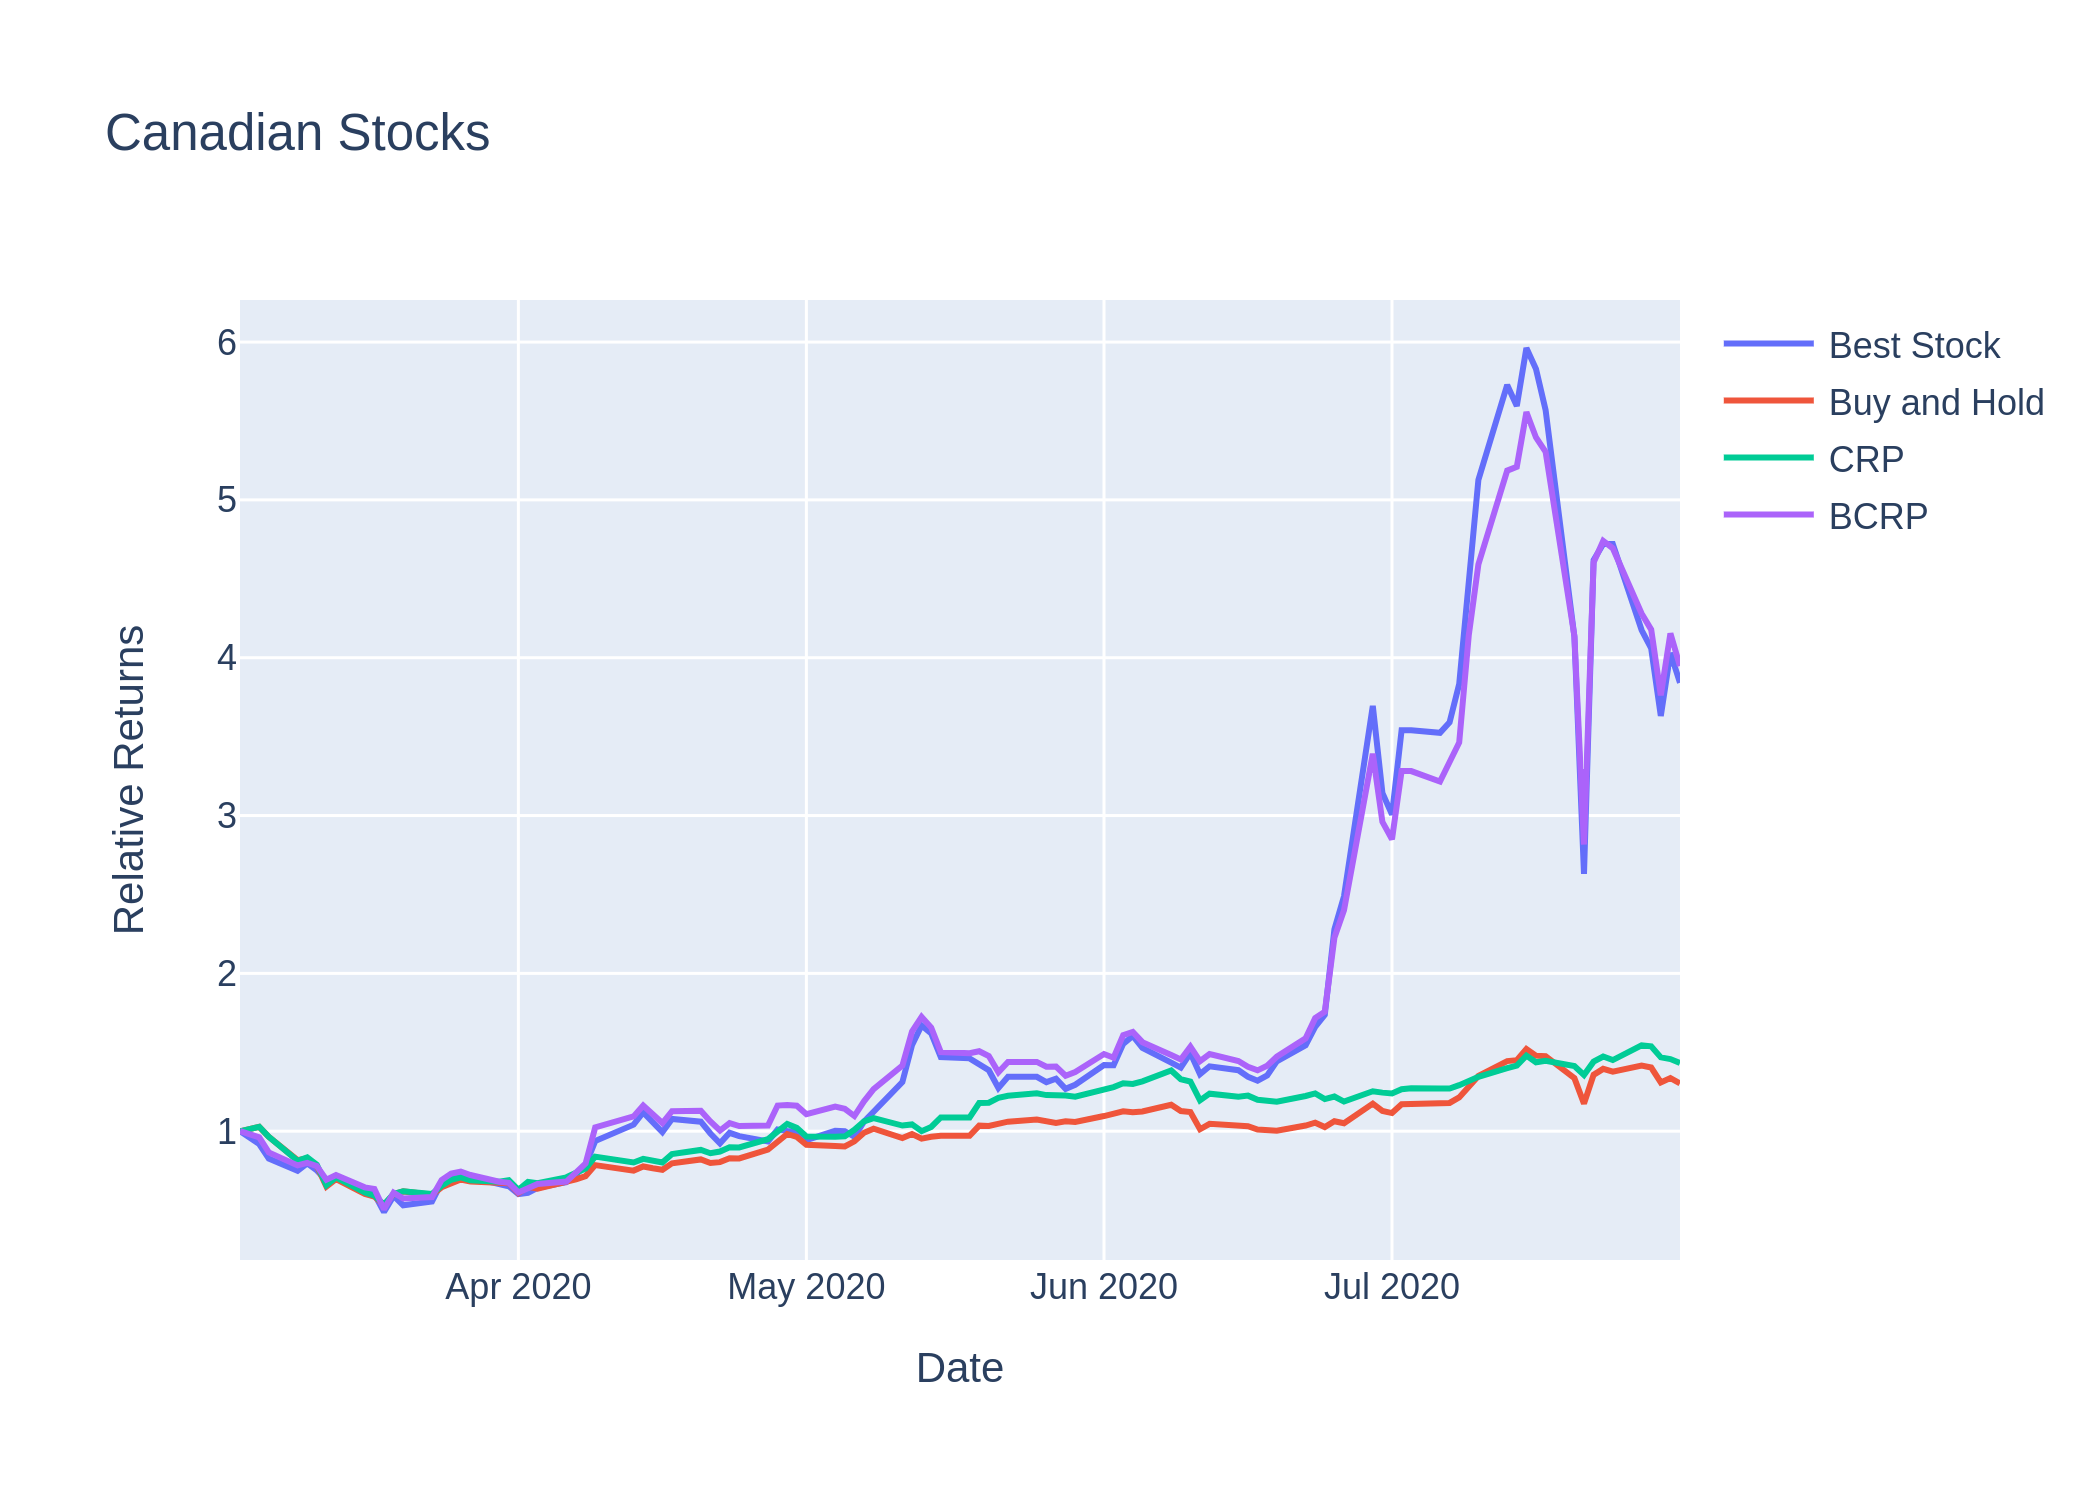 Canadian Stocks
6
5
4
3
2
1
Relative Returns
Apr 2020
May 2020
Jun 2020
Jul 2020
Date
Best Stock
Buy and Hold
CRP
BCRP